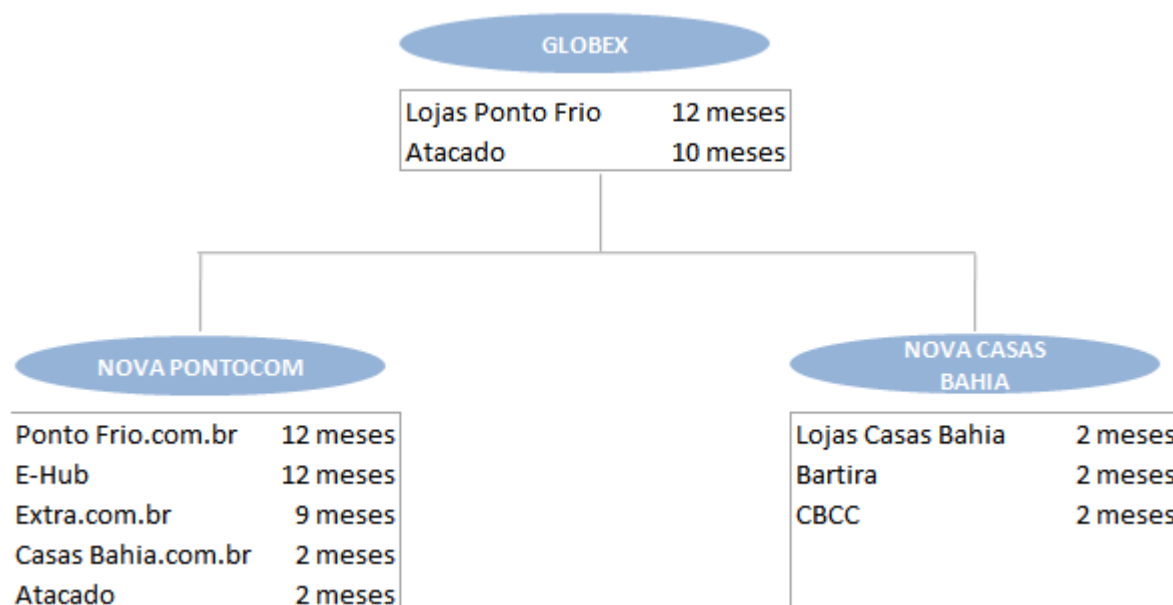 GLOBEX
Lojas Ponto Frio 12 meses
Atacado 10 meses
NOVA PONTOCOM
Ponto Frio.com.br 12 meses
E-Hub 12 meses
Extra.com.br 9 meses
Casas Bahia.com.br 2 meses
Atacado 2 meses
NOVA CASAS
BAHIA
Lojas Casas Bahia 2 meses
Bartira 2 meses
CBCC 2 meses